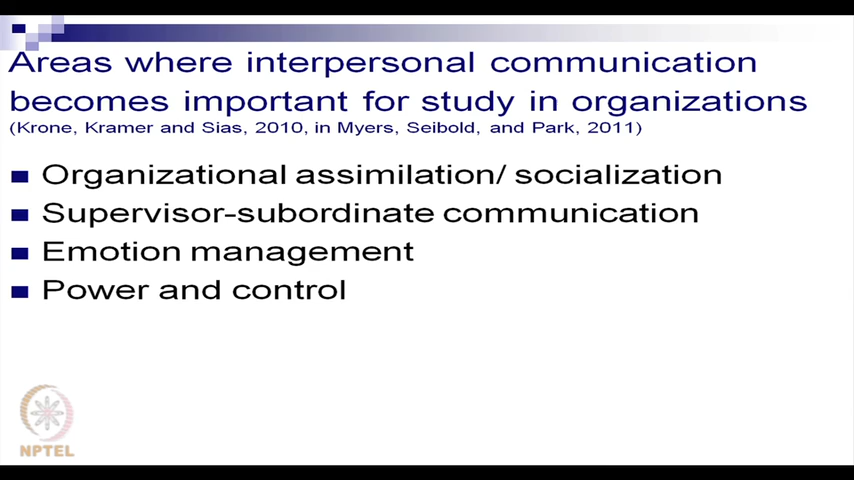 Areas where interpersonal communication
becomes important for study in organizations
(Krone, Kramer and Sias, 2010, in Myers, Seibold, and Park, 2011)
Organizational assimilation/ socialization
Supervisor-subordinate communication
Emotion management
Power and control
NPTEL